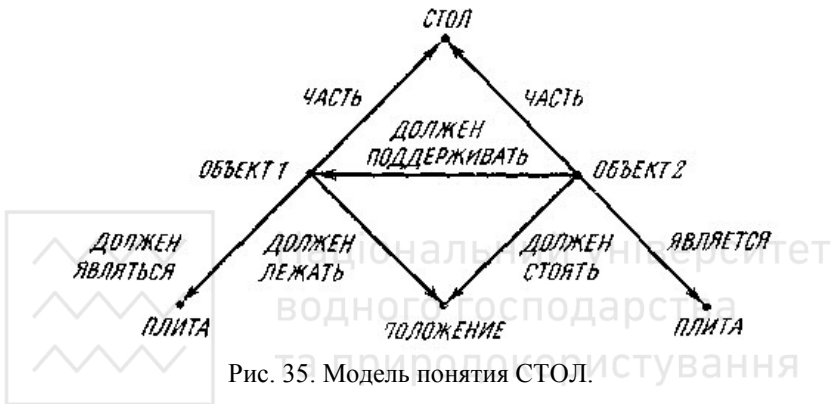 СТОЛ
ЧАСТЬ
ЧАСТЬ
ДОЛЖЕН
ПОДДЕРЖИВАТЬ
ОБЪЕКТ 1
ОБЪЕКТ 2
ДОЛЖЕН
ЯВЛЯТЬСЯ
ДОЛЖЕН
ЛЕЖАТЬ
ДОЛЖЕН
СТОЯТЬ
ЯВЛЯЕТСЯ
Національний університет
водного господарства
та природокористування
ПЛИТА
ПОЛОЖЕНИЕ
ПЛИТА
Рис. 35. Модель понятия СТОЛ.